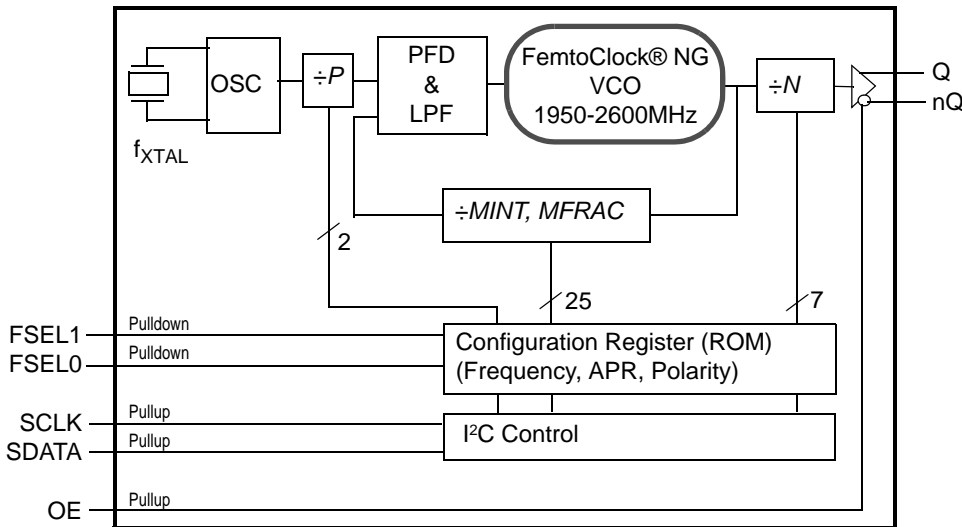 PFD
&
LPF
FemtoClock® NG
VCO
1950-2600MHz
OSC
÷P
÷N
Q
nQ
fXTAL
÷MINT, MFRAC
2
25
7
FSEL1
Pulldown
FSEL0
Pulldown
Configuration Register (ROM)
(Frequency, APR, Polarity)
SCLK
Pullup
SDATA
Pullup
I²C Control
OE
Pullup